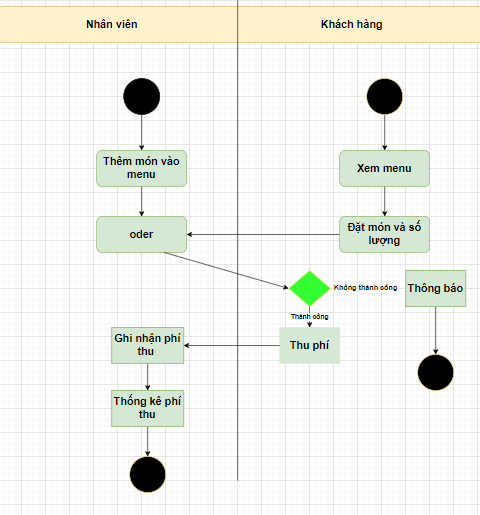 Nhân viên
Khách hàng
Thêm món vào
menu
Xem menu
oder
Đặt món và số
lượng
Không thành công
Thông báo
Thành công
Ghi nhận phí
thu
Thu phí
Thống kê phí
thu